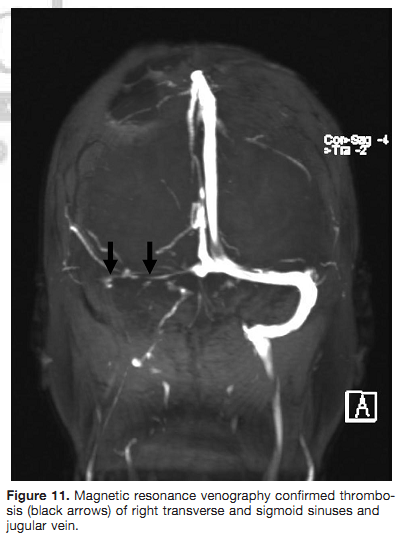 Cor>Sag -4
>Tra -2
A
Figure 11. Magnetic resonance venography confirmed thrombo-
sis (black arrows) of right transverse and sigmoid sinuses and
jugular vein.